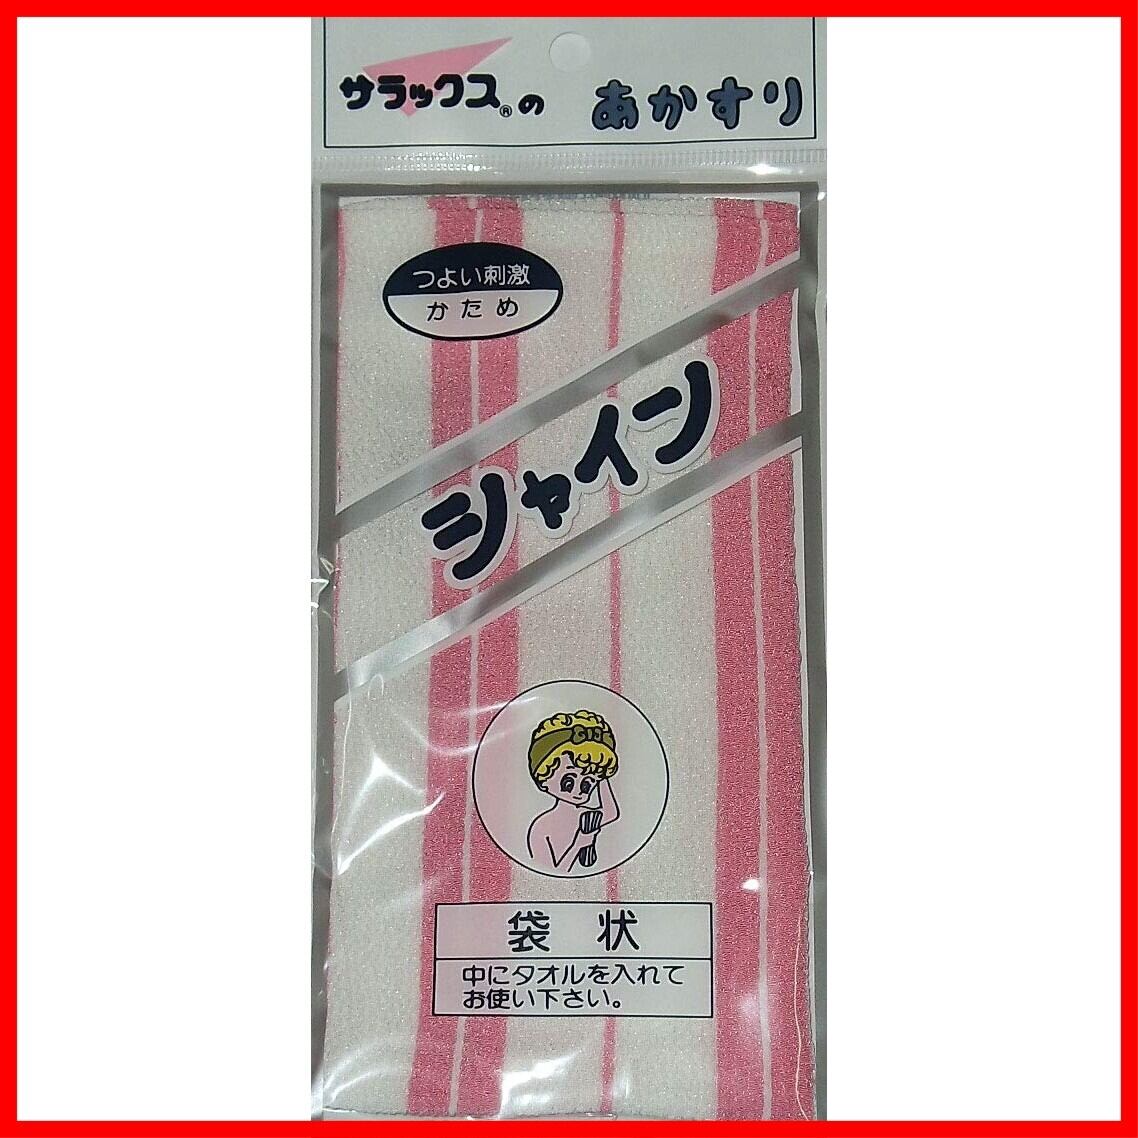 サラックス®の あかすり
つよい刺激
かため
シャイン
袋状
中にタオルを入れて
お使い下さい。